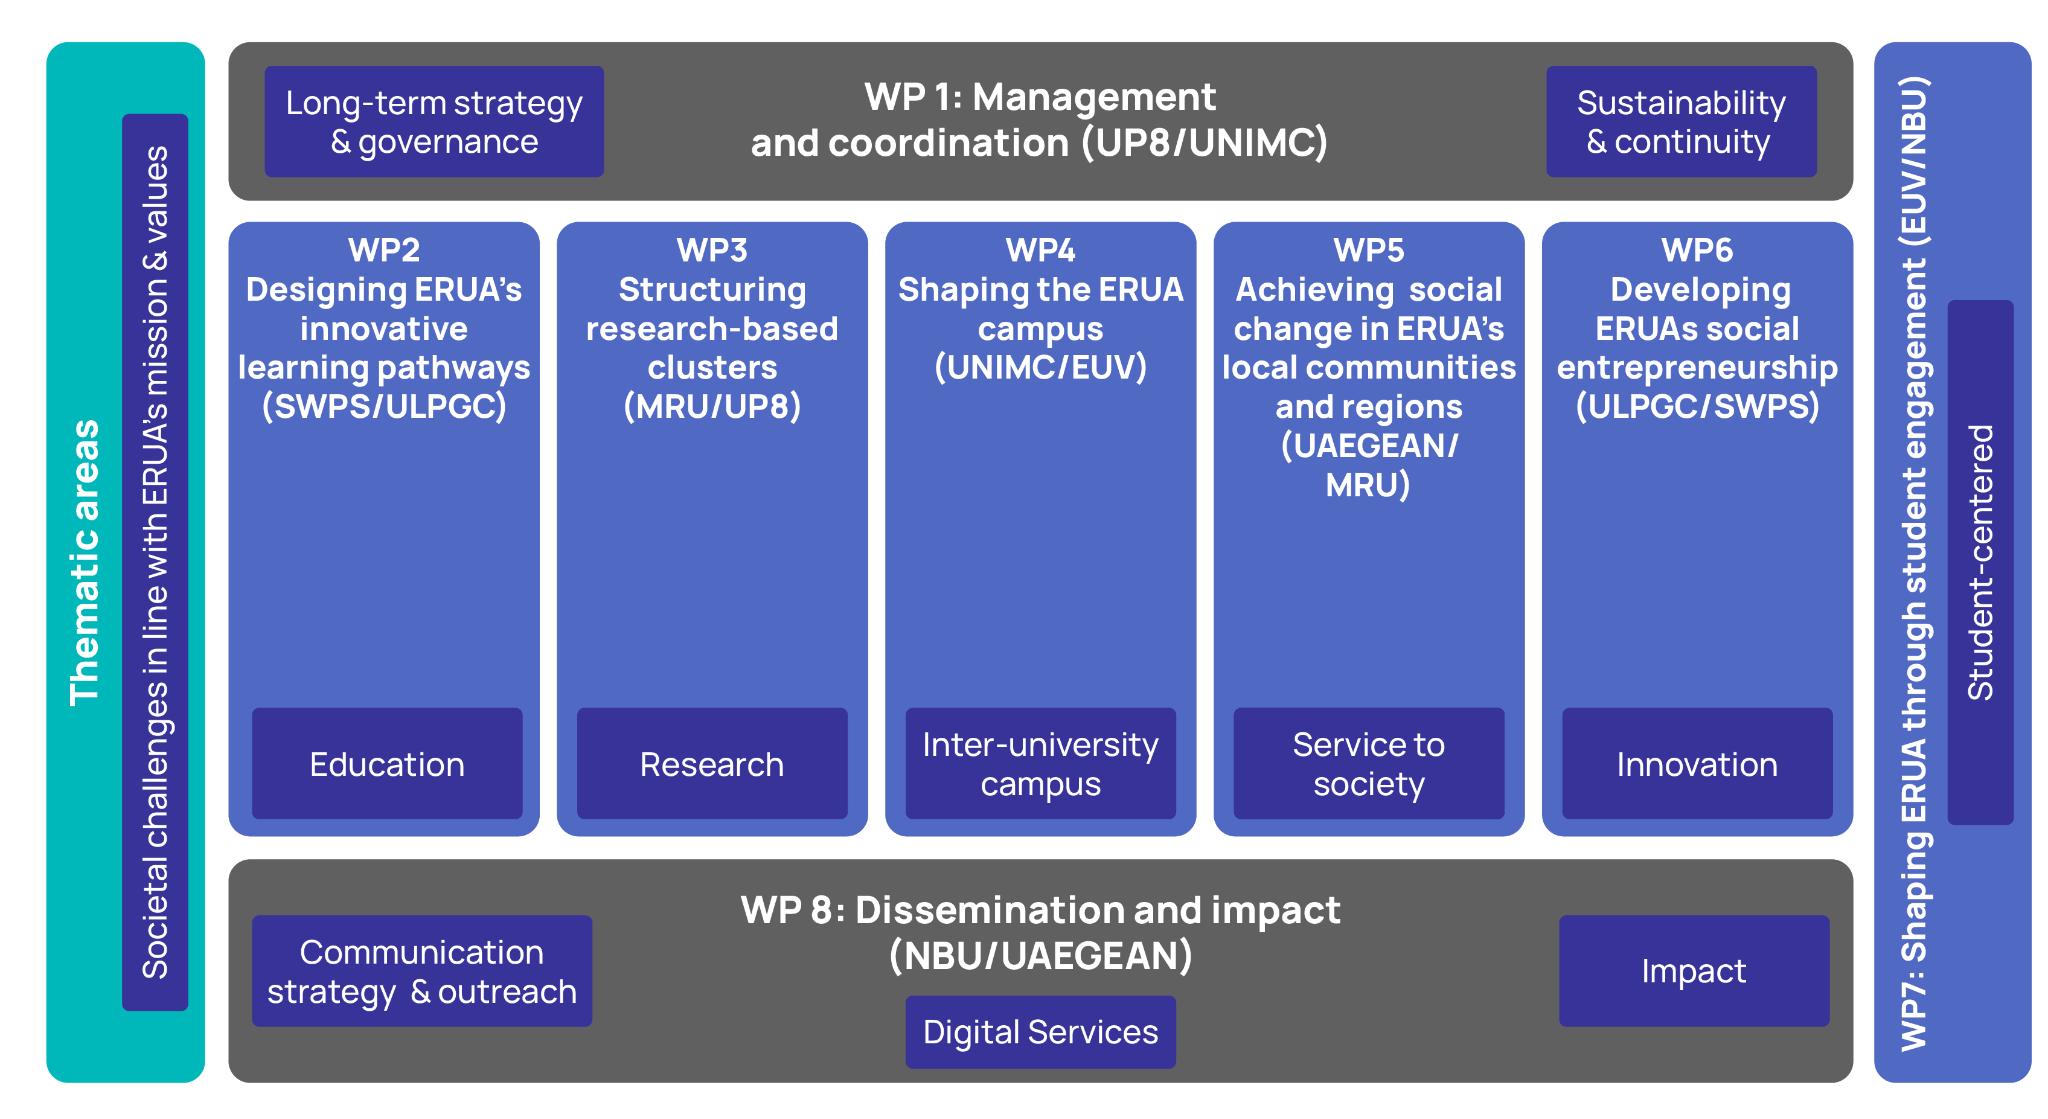 Thematic areas
Societal challenges in line with ERUA’s mission & values
Long-term strategy
& governance
WP 1: Management
and coordination (UP8/UNIMC)
Sustainability
& continuity
WP2
Designing ERUA’s
innovative
learning pathways
(SWPS/ULPGC)
Education
WP3
Structuring
research-based
clusters
(MRU/UP8)
Research
WP4
Shaping the ERUA
campus
(UNIMC/EUV)
Inter-university
campus
WP5
Achieving  social
change in ERUA’s
local communities
and regions
(UAEGEAN/
MRU)
Service to
society
WP6
Developing
ERUAs social
entrepreneurship
(ULPGC/SWPS)
Innovation
WP 8: Dissemination and impact
(NBU/UAEGEAN)
Communication
strategy  & outreach
Digital Services
Impact
WP7: Shaping ERUA through student engagement (EUV/NBU)
Student-centered